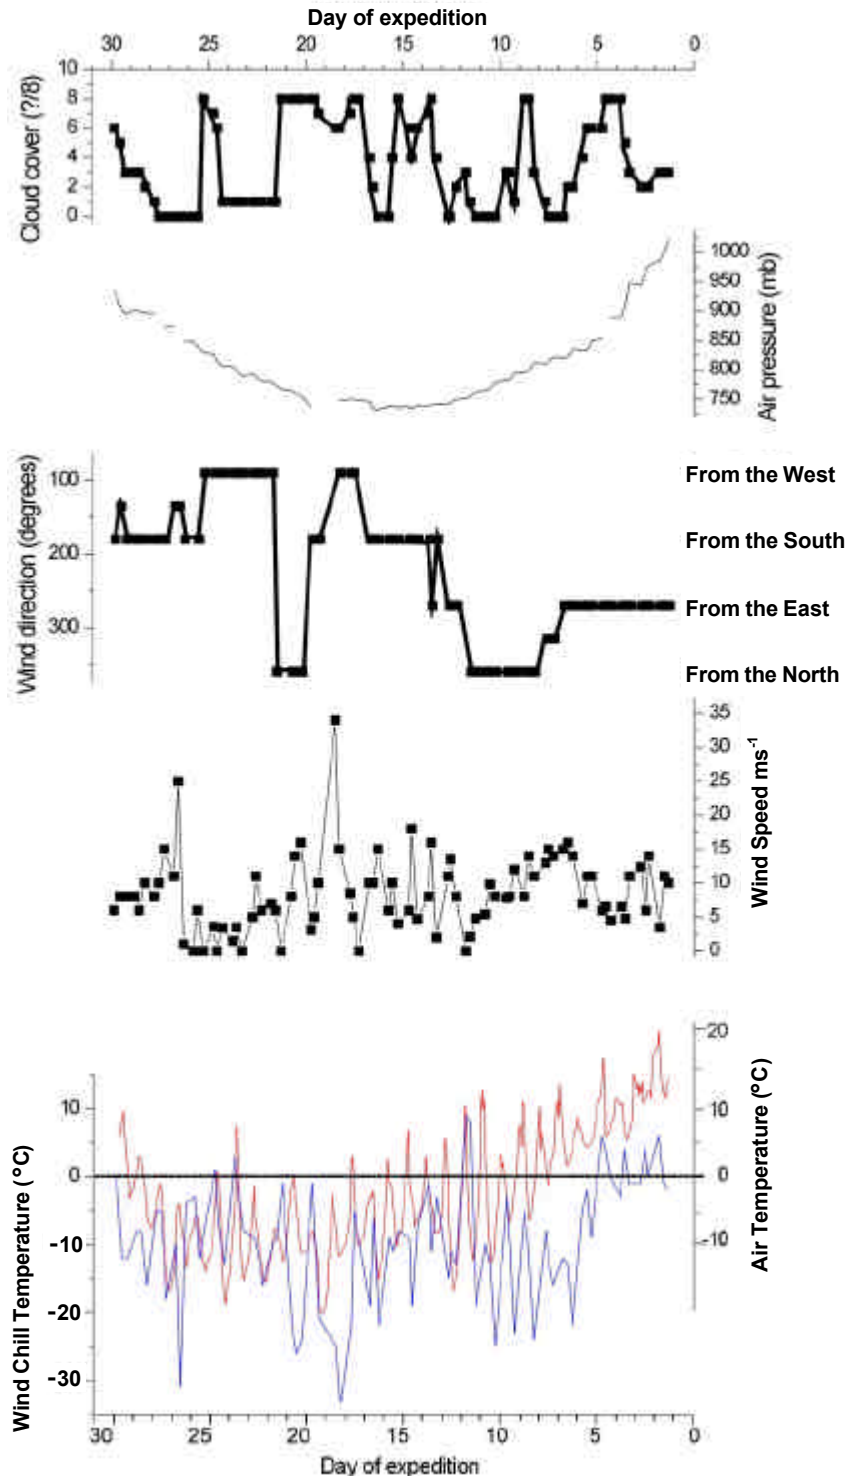 Day of expedition
30 25 20 15 10 5 0
Cloud cover (?/8)
10
8
6
4
2
0
Air pressure (mb)
1000
950
900
850
800
750
Wind direction (degrees)
100
200
300
From the West
From the South
From the East
From the North
Wind Speed ms-1
35
30
25
20
15
10
5
0
Wind Chill Temperature (°C)
10
0
-10
-20
-30
Air Temperature (°C)
20
10
0
-10
30 25 20 15 10 5 0
Day of expedition